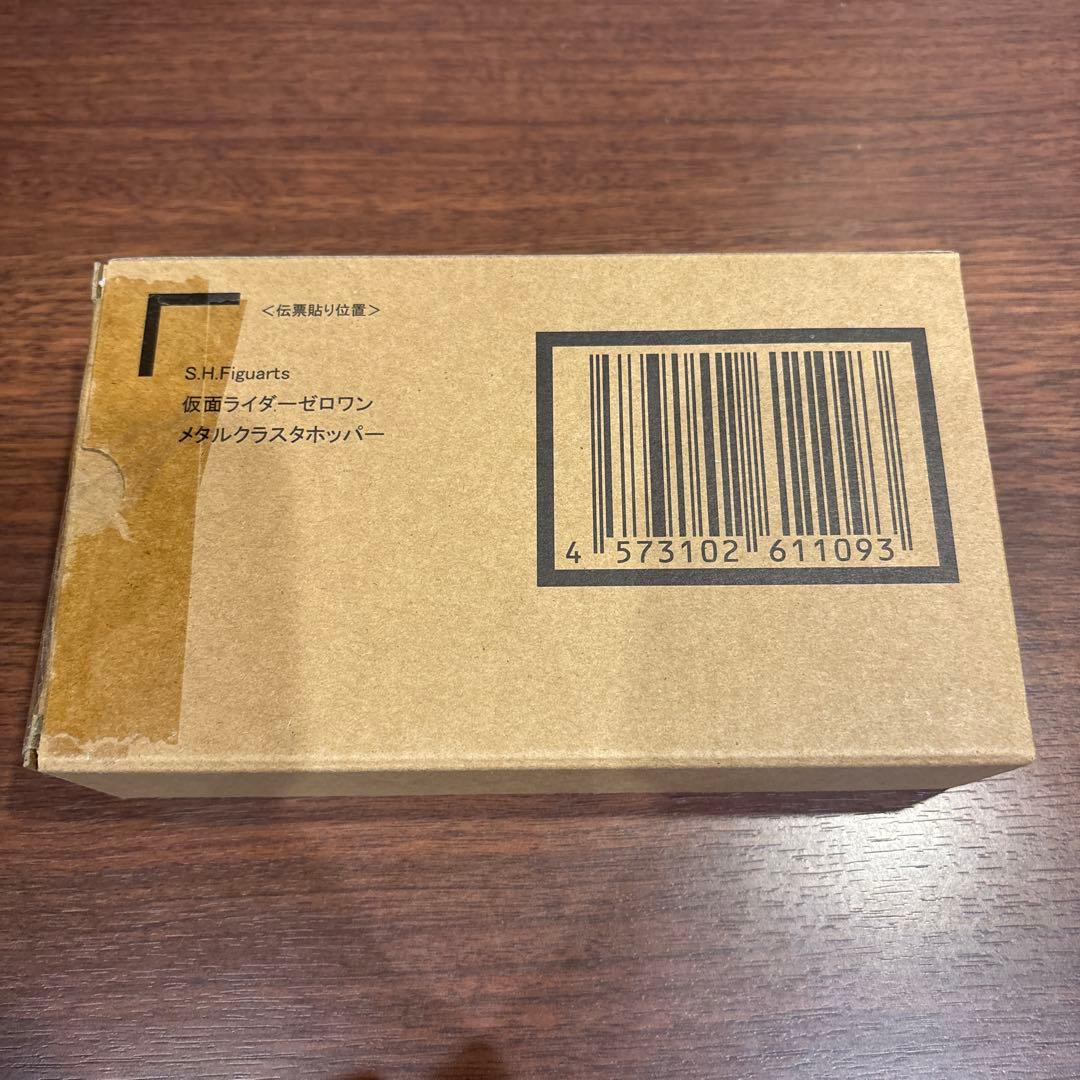 <伝票貼り位置>
S.H.Figuarts
仮面ライダーゼロワン
メタルクラスタホッパー
4 573102 611093